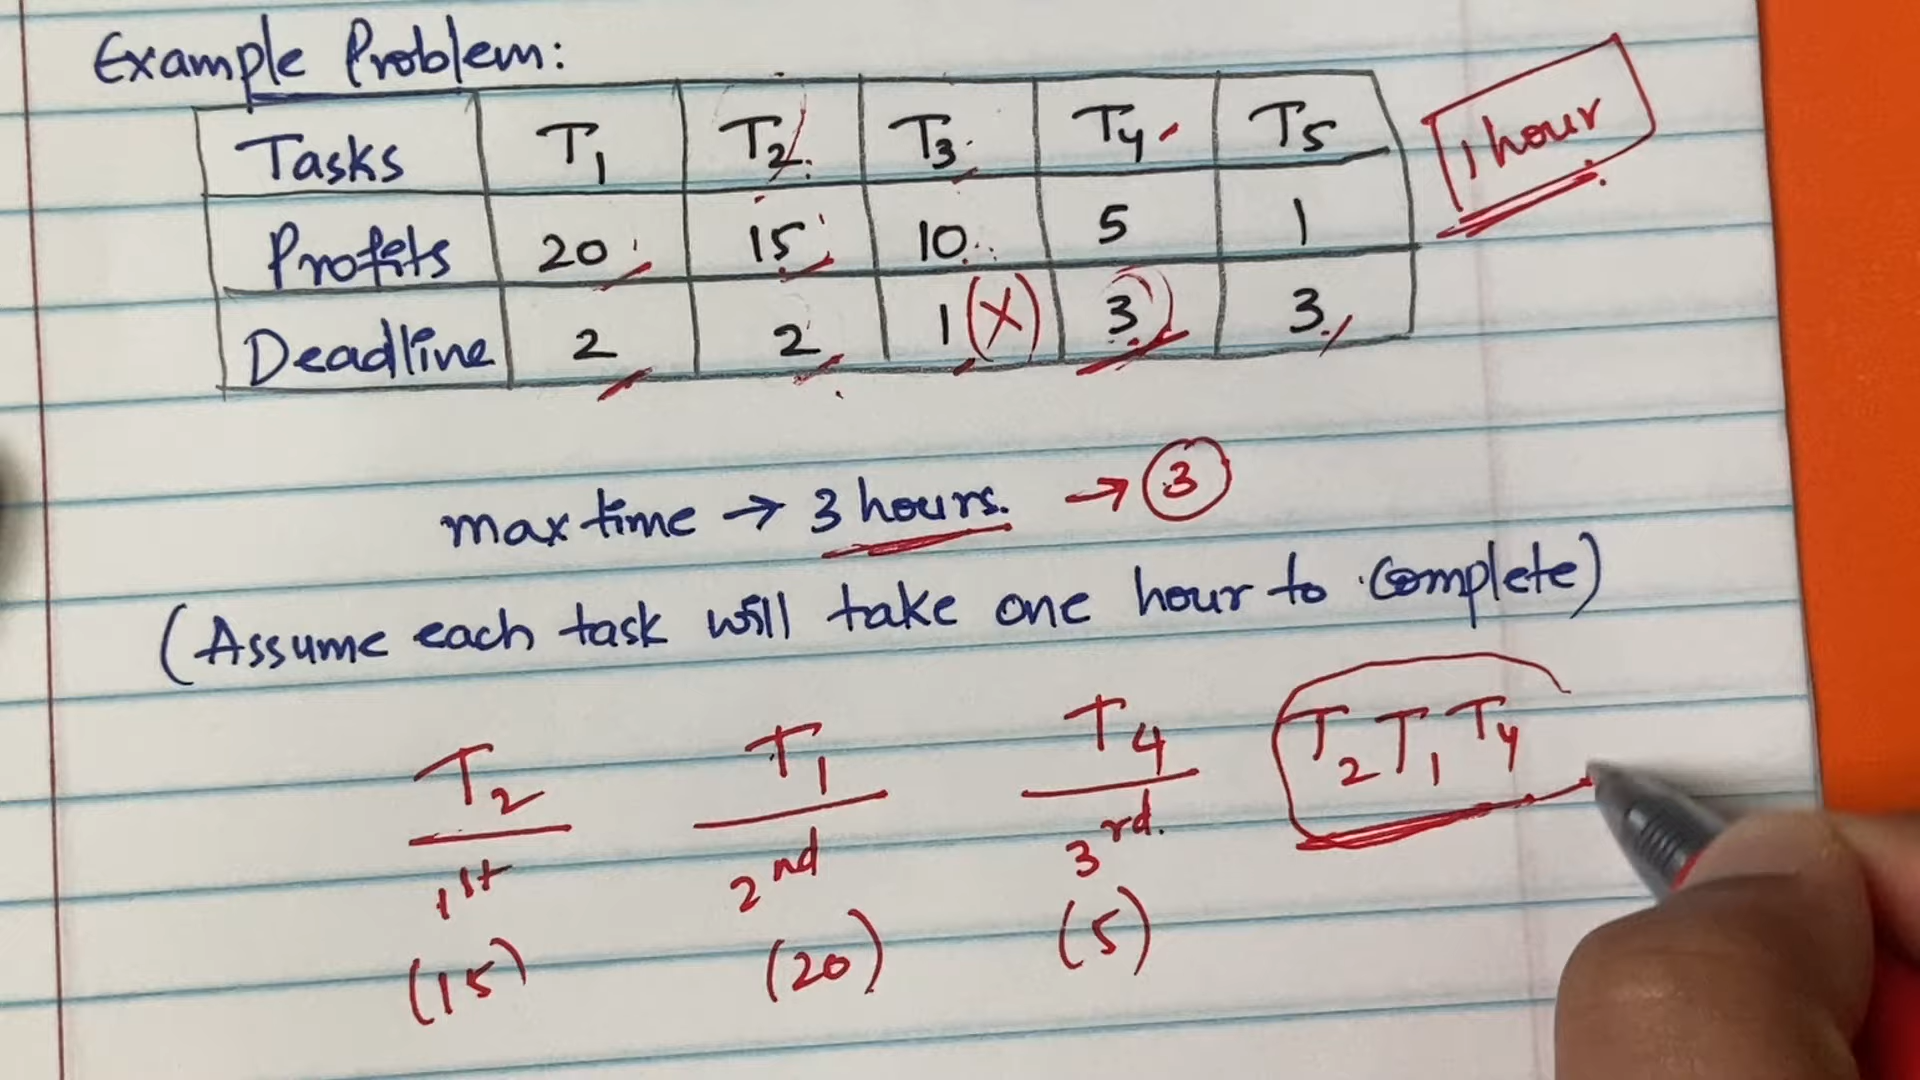 Example Problem:
Tasks T1 T2 T3 T4 T5
1 hour
Profits 20 15 10 5 1
Deadline 2 2 1 (X) 3 3
max time → 3 hours. → 3
(Assume each task will take one hour to complete)
T2 T1 T4 T2 T1 T4
1st 2nd 3rd.
(15) (20) (5)